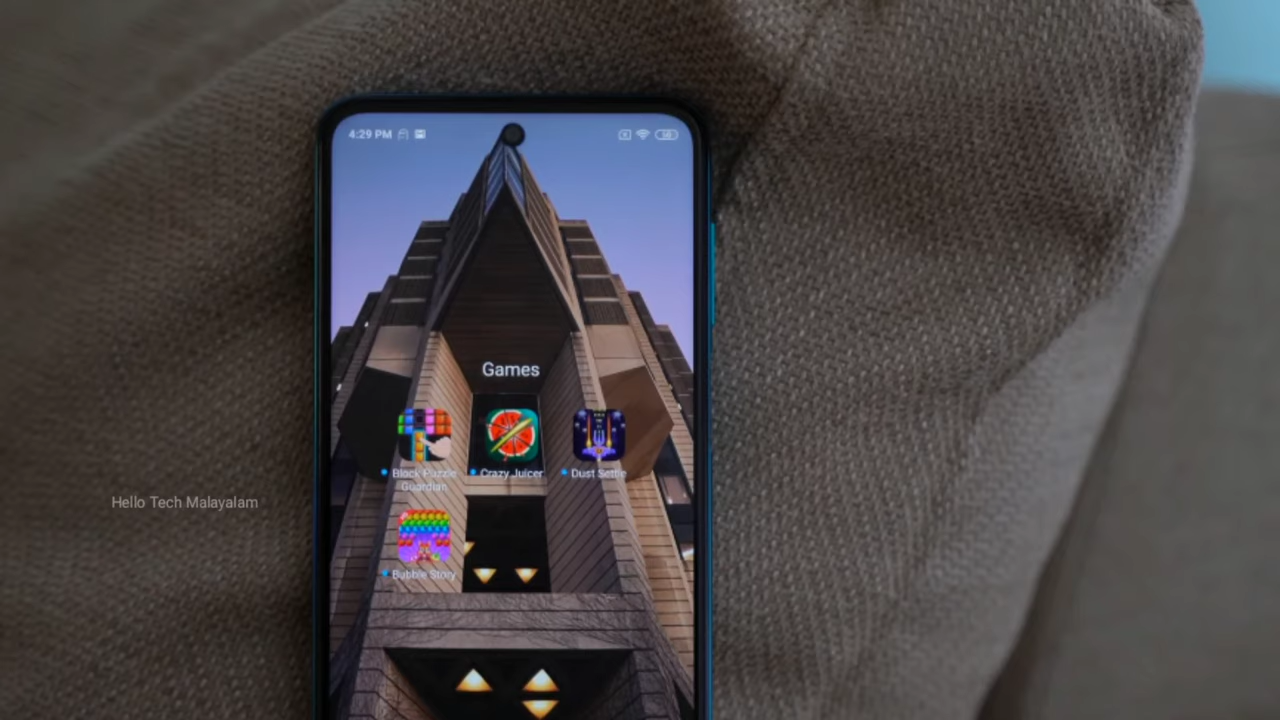 4:29 PM
Games
Block Puzzle
Guardian
Crazy Juicer
Dust Settle
Bubble Story
Hello Tech Malayalam